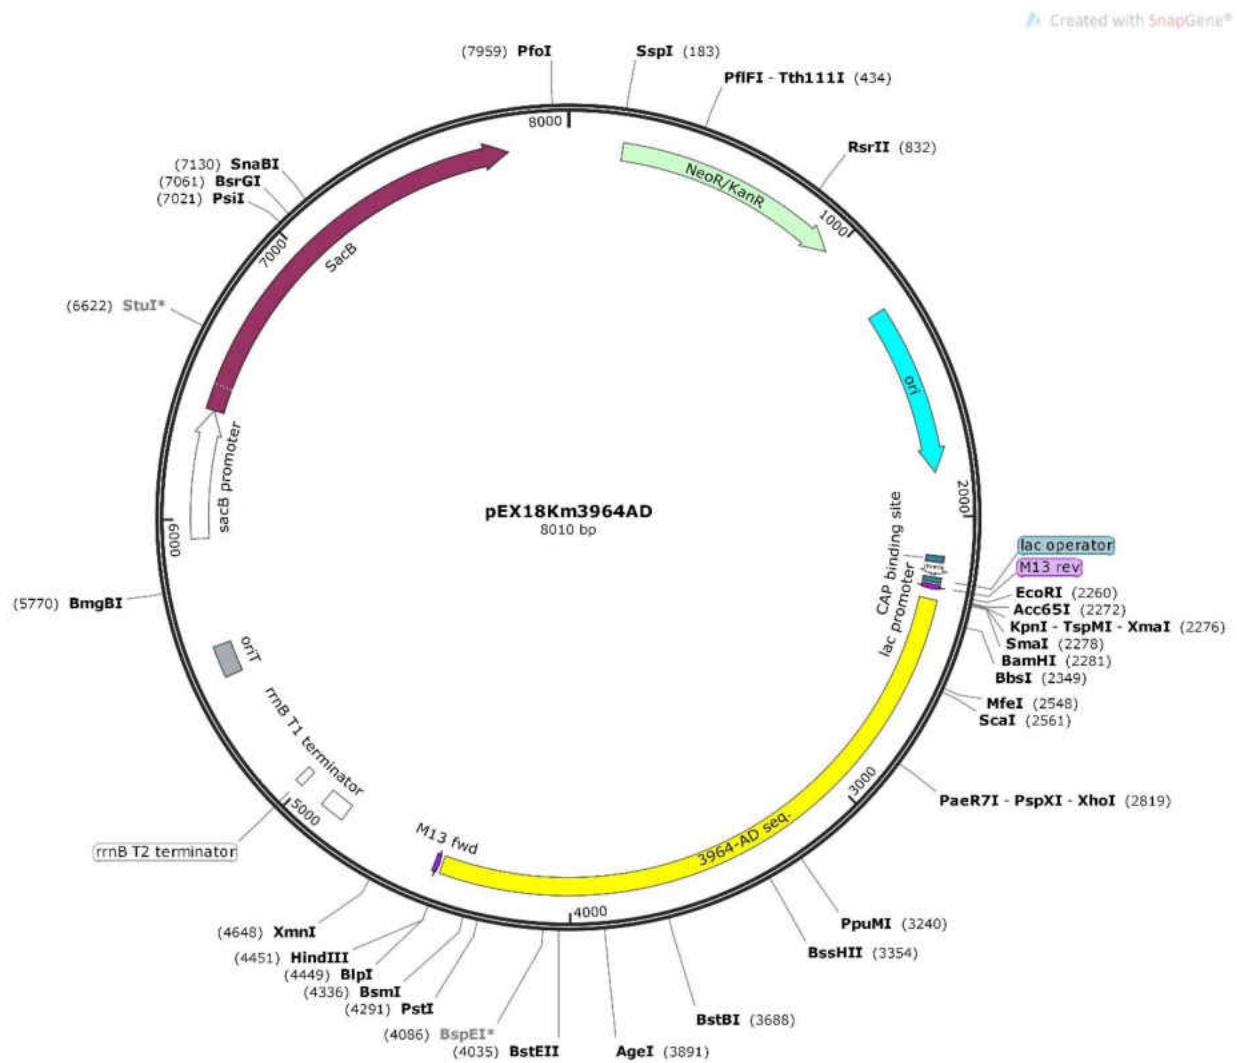 Created with SnapGene®
(7959) PfoI
SspI (183)
PflFI - Tth111I (434)
RsrII (832)
8000
NeoR/KanR
1000
(7130) SnaBI
(7061) BsrGI
(7021) PsiI
7000
SacB
(6622) StuI*
ori
sacB promoter
6000
2000
pEX18Km3964AD
8010 bp
CAP binding site
lac promoter
lac operator
M13 rev
EcoRI (2260)
Acc65I (2272)
KpnI - TspMI - XmaI (2276)
SmaI (2278)
BamHI (2281)
BbsI (2349)
MfeI (2548)
ScaI (2561)
(5770) BmgBI
oriT
rrnB T1 terminator
5000
3000
PaeR7I - PspXI - XhoI (2819)
rrnB T2 terminator
M13 fwd
3964-AD seq.
4000
PpuMI (3240)
BssHII (3354)
(4648) XmnI
(4451) HindIII
(4449) BlpI
(4336) BsmI
(4291) PstI
(4086) BspEI*
(4035) BstEII
AgeI (3891)
BstBI (3688)